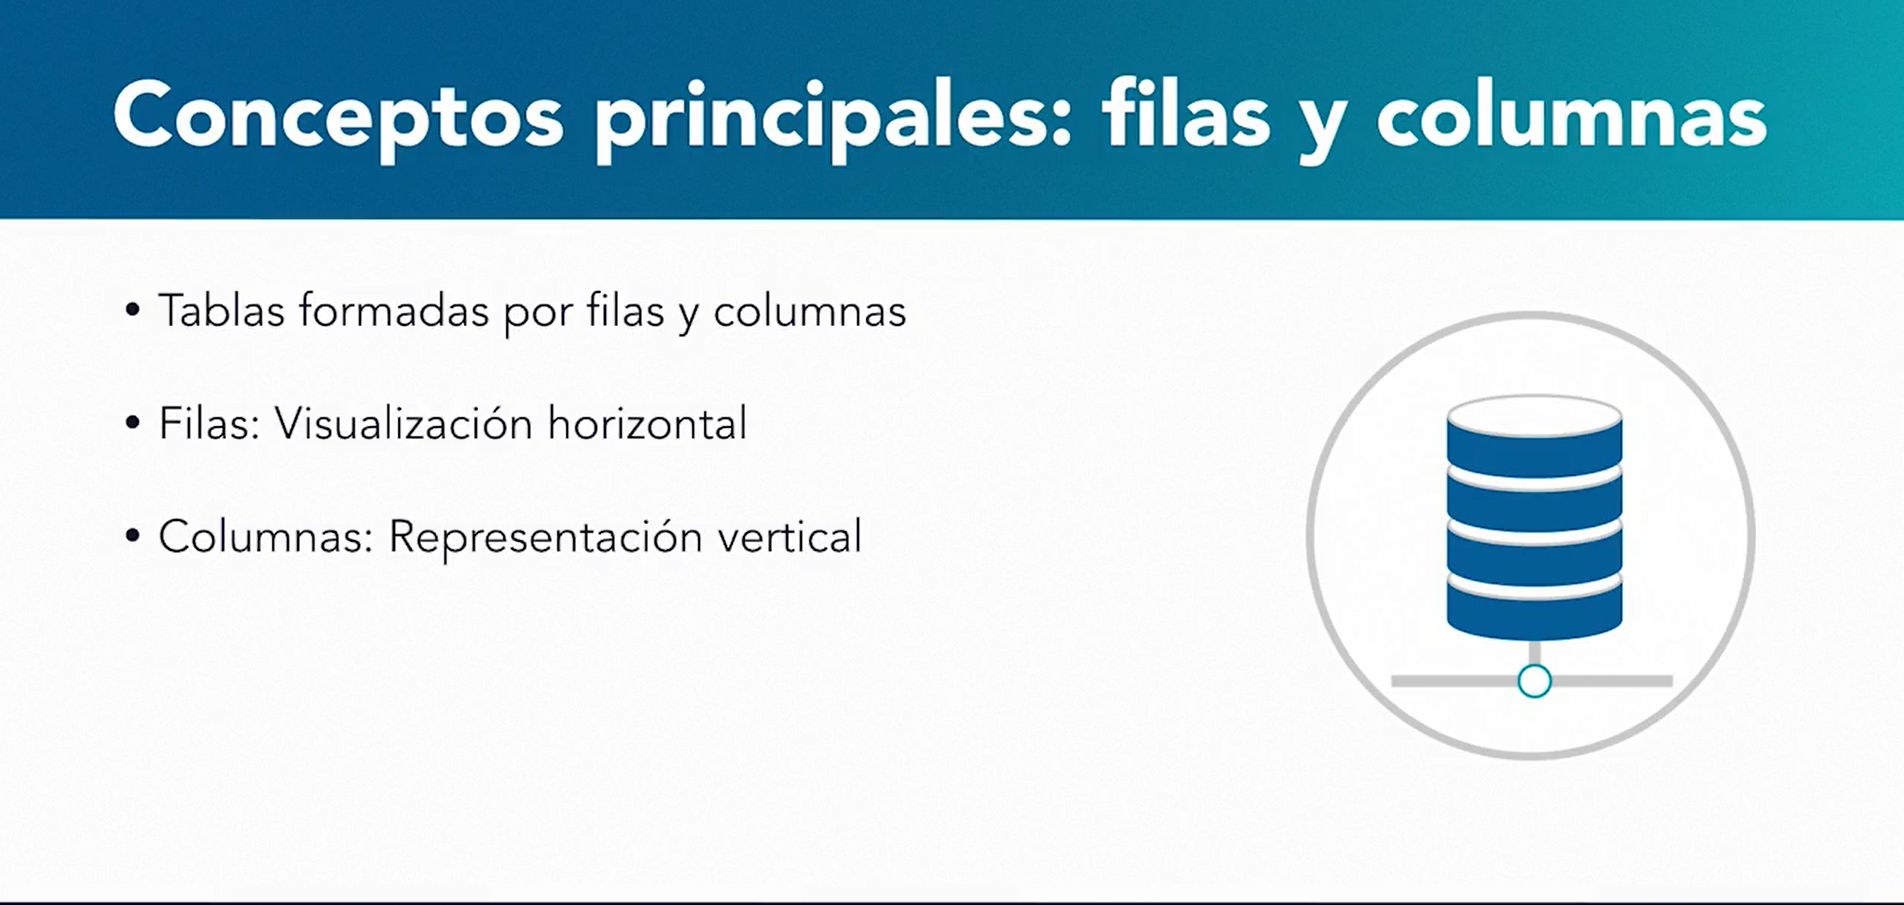 Conceptos principales: filas y columnas
• Tablas formadas por filas y columnas
• Filas: Visualización horizontal
• Columnas: Representación vertical